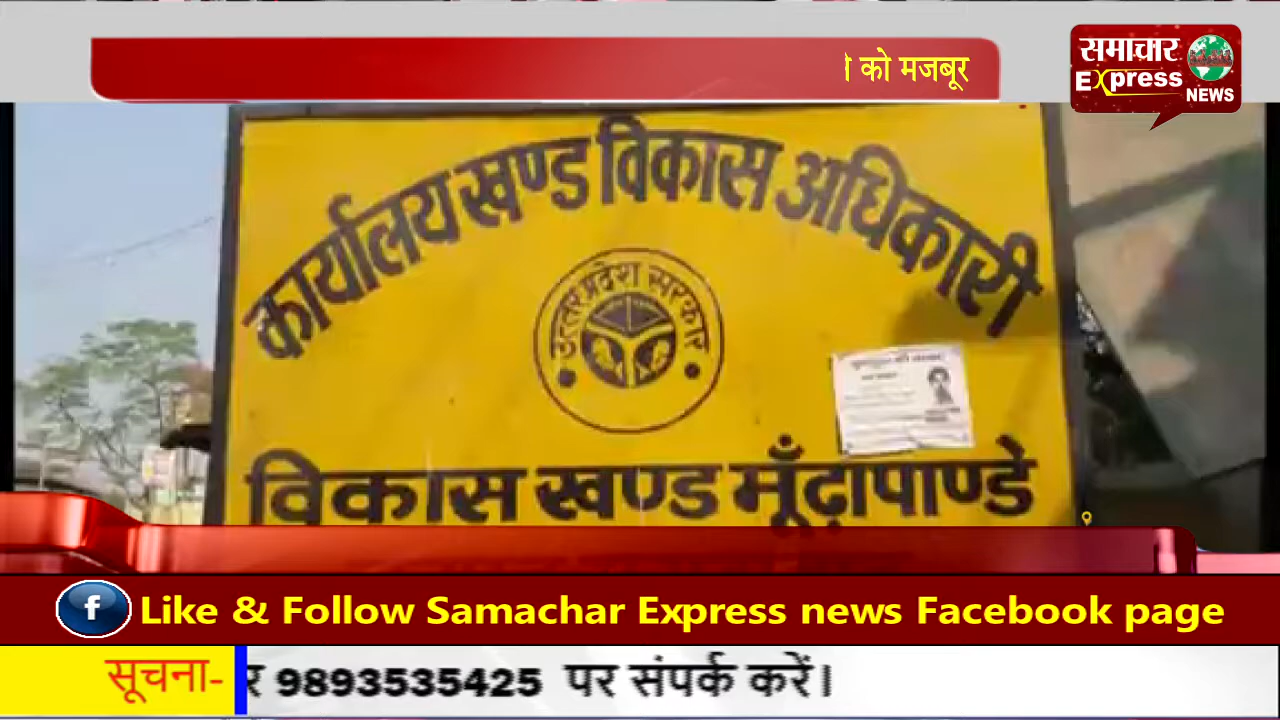 को मजबूर
समाचार
Express
NEWS
कार्यालय खण्ड विकास अधिकारी
उत्तर प्रदेश सरकार
विकास खण्ड मूँढ़ापाण्डे
f Like & Follow Samachar Express news Facebook page
सूचना- र 9893535425 पर संपर्क करें।